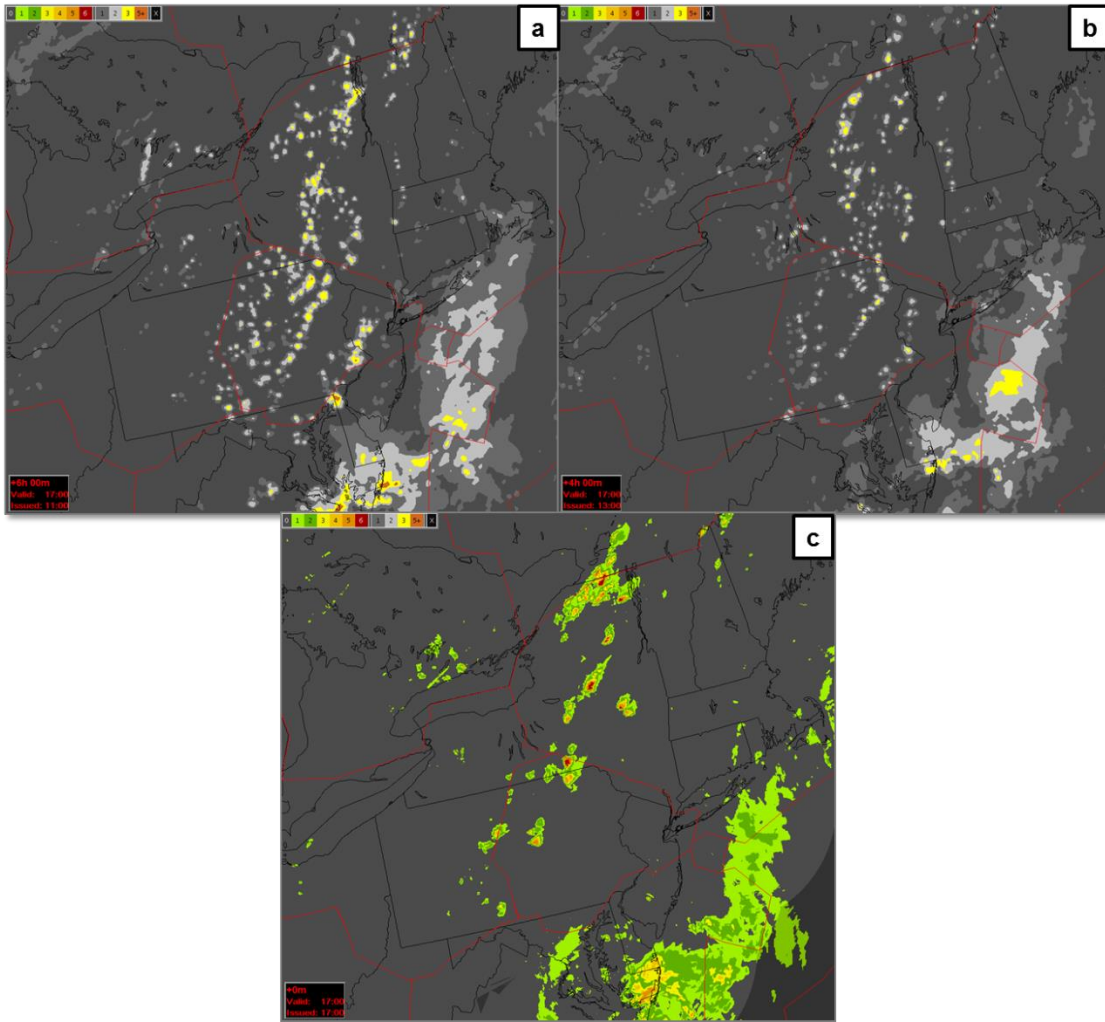 0 1 2 3 4 5 6 1 2 3 5+ X
a
+6h 00m
Valid: 17:00
Issued: 11:00
0 1 2 3 4 5 6 1 2 3 5+ X
b
+4h 00m
Valid: 17:00
Issued: 13:00
0 1 2 3 4 5 6 1 2 3 5+ X
c
+0m
Valid: 17:00
Issued: 17:00